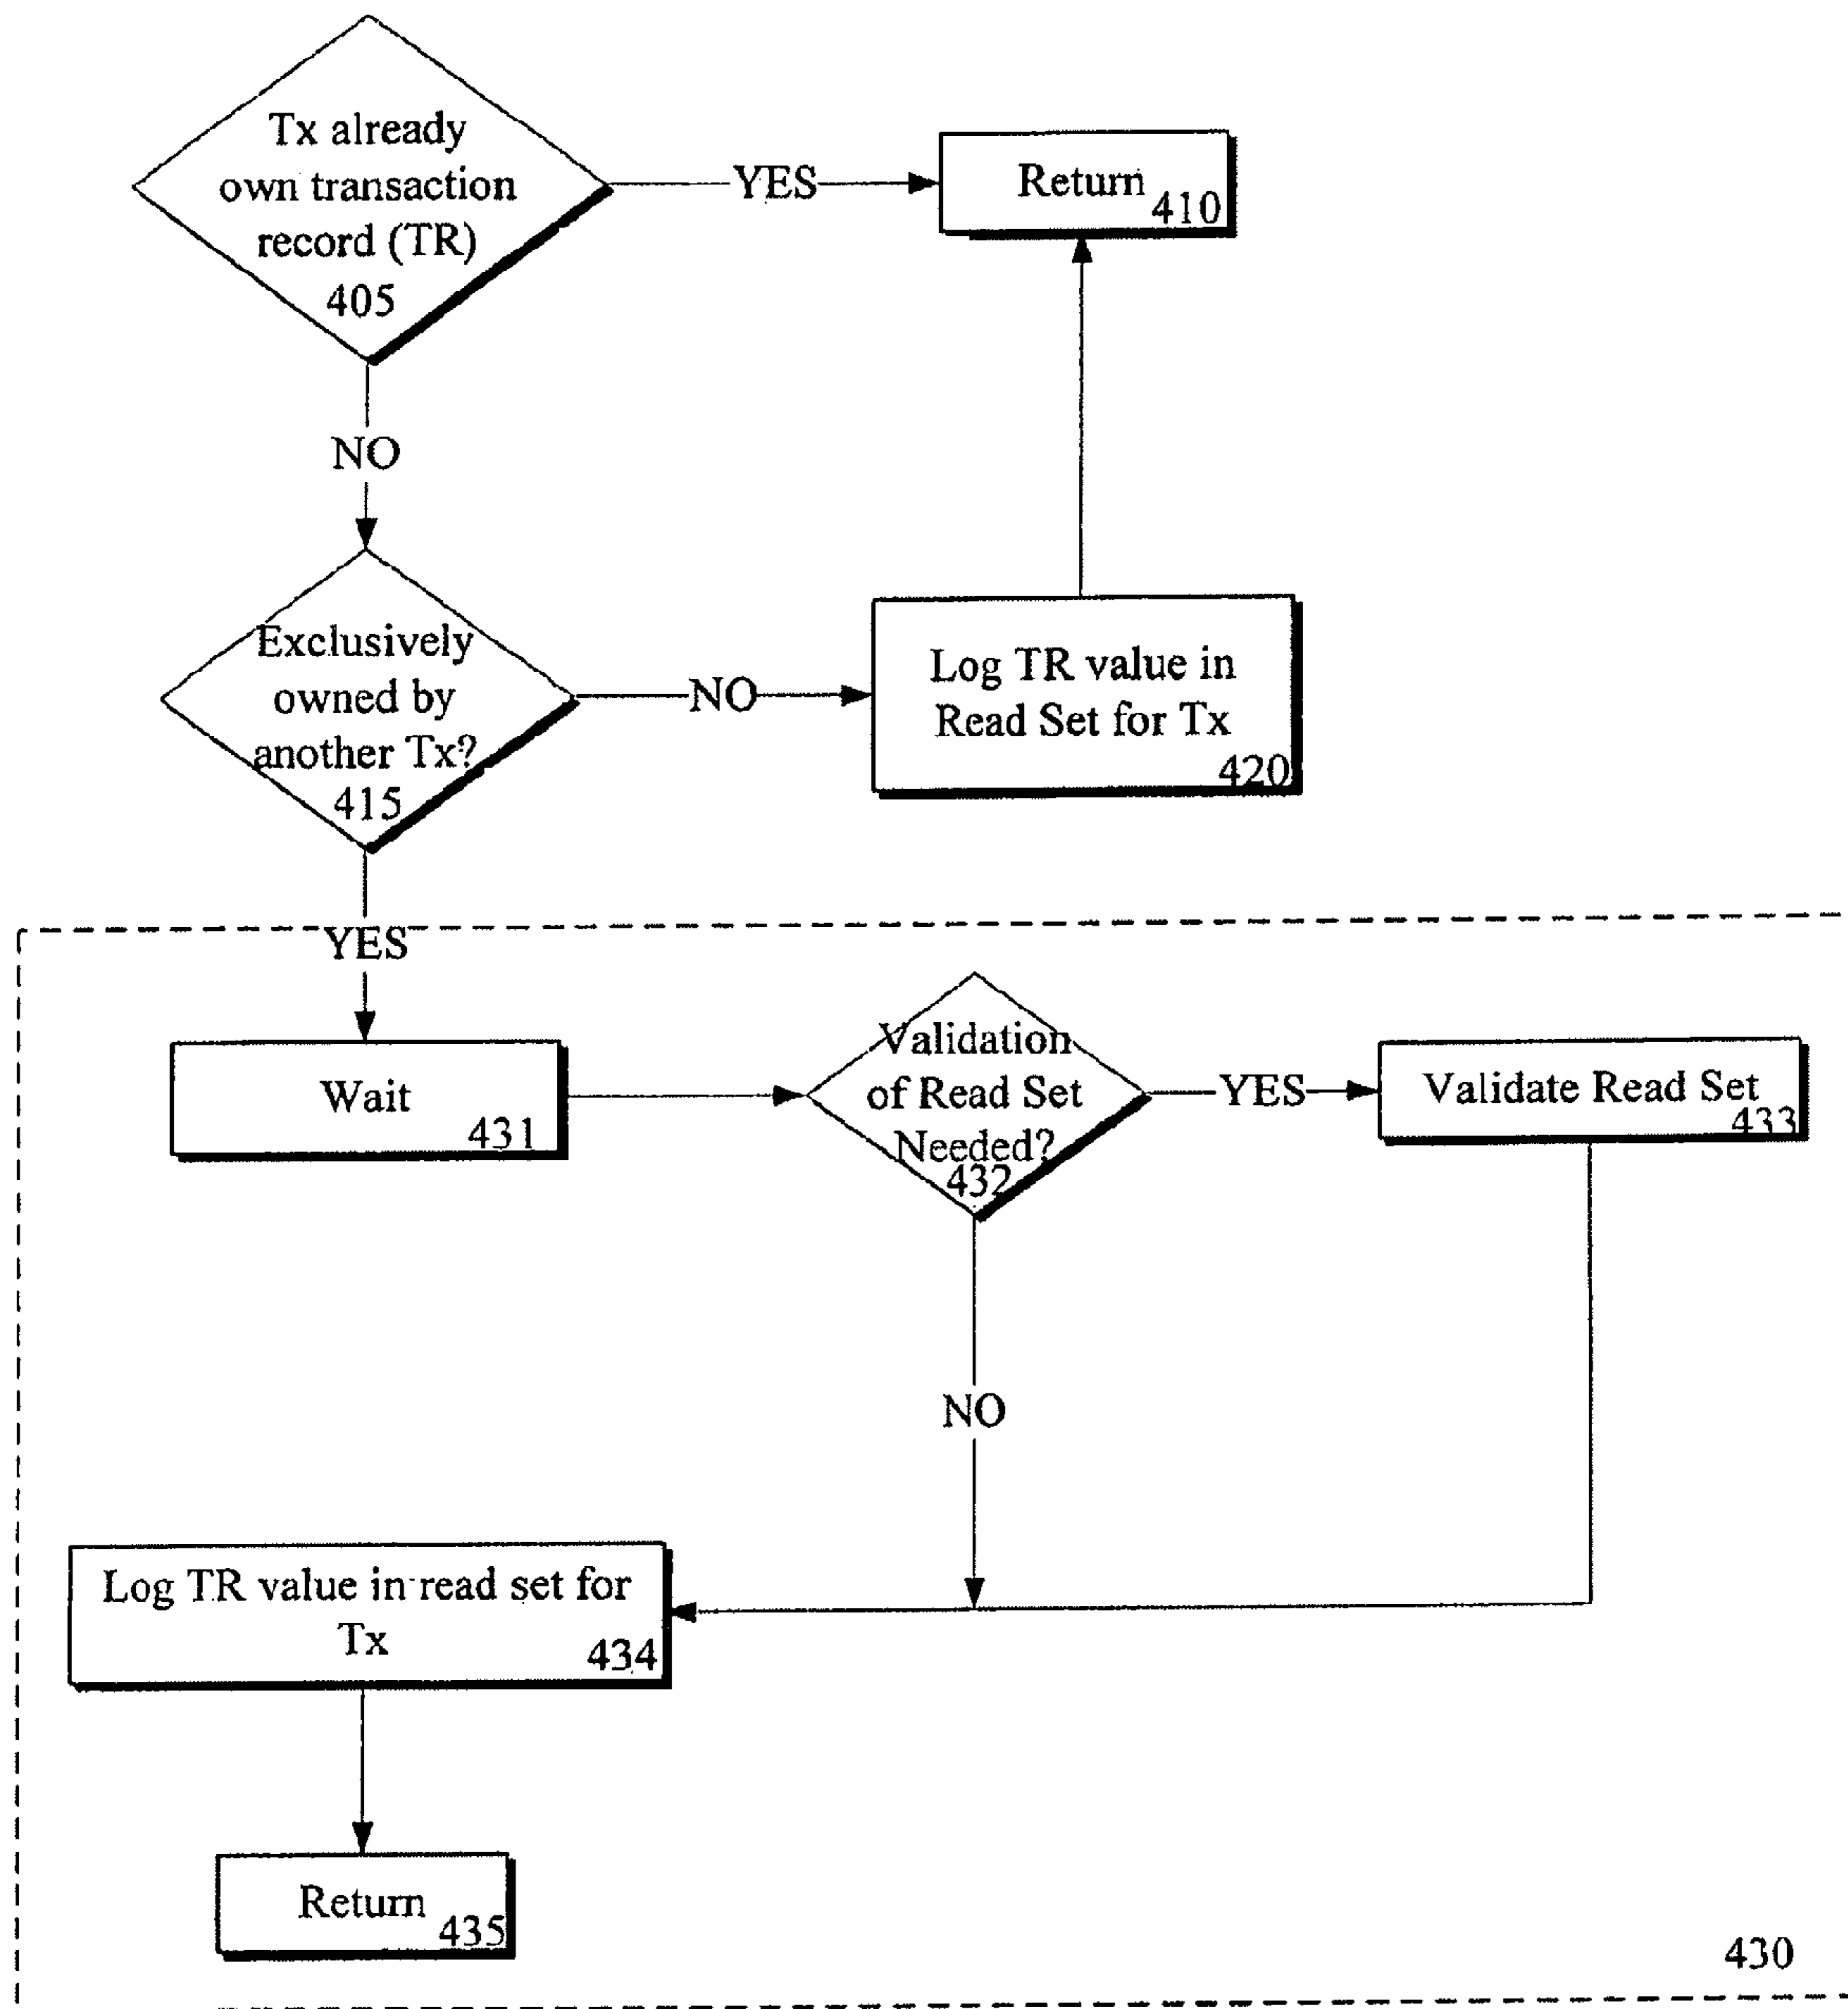 Tx already
own transaction
record (TR)
405
YES
Return
410
NO
Exclusively
owned by
another Tx?
415
NO
Log TR value in
Read Set for Tx
420
YES
Wait
431
Validation
of Read Set
Needed?
432
YES
Validate Read Set
433
NO
Log TR value in read set for
Tx
434
Return
435
430